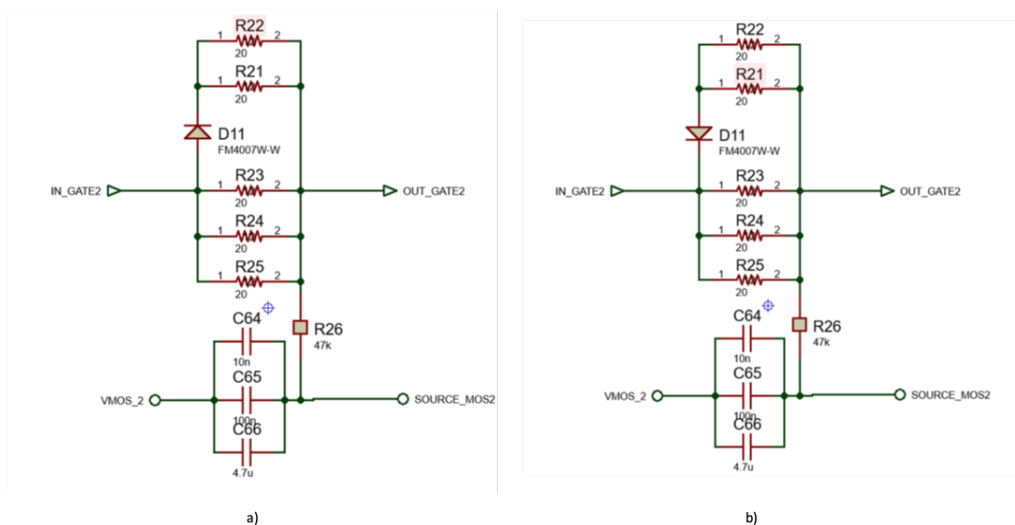 R22
1 2
20
R21
1 2
20
D11
FM4007W-W
IN_GATE2
R23
1 2
20
OUT_GATE2
R24
1 2
20
R25
1 2
20
C64
10n
R26
47k
C65
100n
VMOS_2
SOURCE_MOS2
C66
4.7u
a)
R22
1 2
20
R21
1 2
20
D11
FM4007W-W
IN_GATE2
R23
1 2
20
OUT_GATE2
R24
1 2
20
R25
1 2
20
C64
10n
R26
47k
C65
100n
VMOS_2
SOURCE_MOS2
C66
4.7u
b)